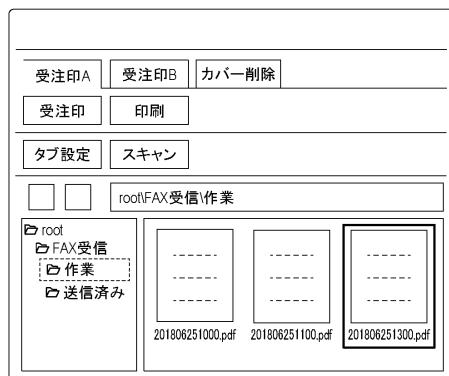 受注印A 受注印B カバー削除
受注印 印刷
タブ設定 スキャン
root\FAX受信\作業
root
FAX受信
作業
送信済み
201806251000.pdf 201806251100.pdf 201806251300.pdf